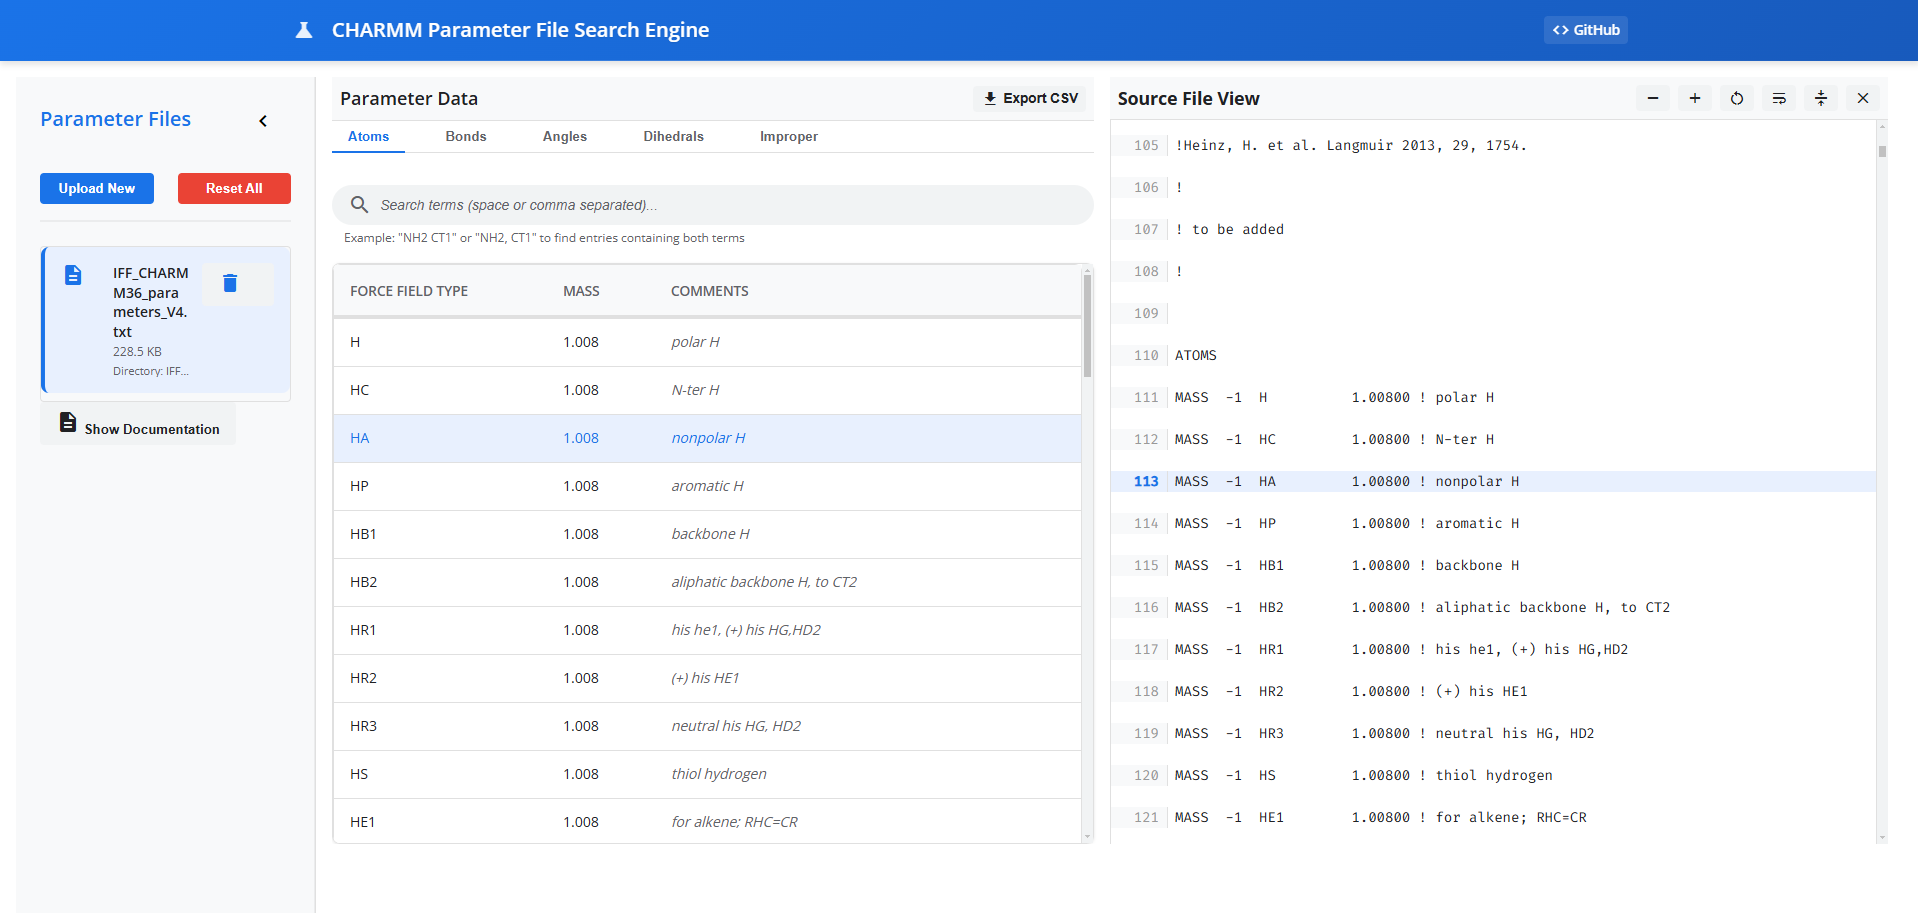 CHARMM Parameter File Search Engine
<> GitHub
Parameter Files
Upload New
Reset All
IFF_CHARM
M36_para
meters_V4.
txt
228.5 KB
Directory: IFF...
Show Documentation
Parameter Data
Export CSV
Atoms
Bonds
Angles
Dihedrals
Improper
Search terms (space or comma separated)...
Example: "NH2 CT1" or "NH2, CT1" to find entries containing both terms
FORCE FIELD TYPE MASS COMMENTS
H 1.008 polar H
HC 1.008 N-ter H
HA 1.008 nonpolar H
HP 1.008 aromatic H
HB1 1.008 backbone H
HB2 1.008 aliphatic backbone H, to CT2
HR1 1.008 his he1, (+) his HG,HD2
HR2 1.008 (+) his HE1
HR3 1.008 neutral his HG, HD2
HS 1.008 thiol hydrogen
HE1 1.008 for alkene; RHC=CR
Source File View
105 !Heinz, H. et al. Langmuir 2013, 29, 1754.
106 !
107 ! to be added
108 !
109
110 ATOMS
111 MASS -1 H 1.00800 ! polar H
112 MASS -1 HC 1.00800 ! N-ter H
113 MASS -1 HA 1.00800 ! nonpolar H
114 MASS -1 HP 1.00800 ! aromatic H
115 MASS -1 HB1 1.00800 ! backbone H
116 MASS -1 HB2 1.00800 ! aliphatic backbone H, to CT2
117 MASS -1 HR1 1.00800 ! his he1, (+) his HG,HD2
118 MASS -1 HR2 1.00800 ! (+) his HE1
119 MASS -1 HR3 1.00800 ! neutral his HG, HD2
120 MASS -1 HS 1.00800 ! thiol hydrogen
121 MASS -1 HE1 1.00800 ! for alkene; RHC=CR